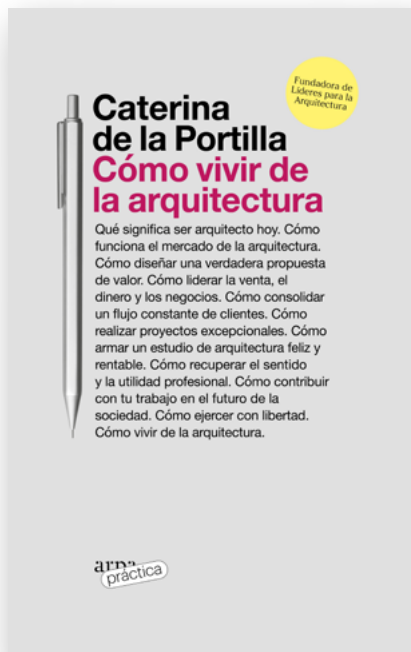 Fundadora de
Líderes para la
Arquitectura
Caterina
de la Portilla
Cómo vivir de
la arquitectura
Qué significa ser arquitecto hoy. Cómo
funciona el mercado de la arquitectura.
Cómo diseñar una verdadera propuesta
de valor. Cómo liderar la venta, el
dinero y los negocios. Cómo consolidar
un flujo constante de clientes. Cómo
realizar proyectos excepcionales. Cómo
armar un estudio de arquitectura feliz y
rentable. Cómo recuperar el sentido
y la utilidad profesional. Cómo contribuir
con tu trabajo en el futuro de la
sociedad. Cómo ejercer con libertad.
Cómo vivir de la arquitectura.
arpa
práctica